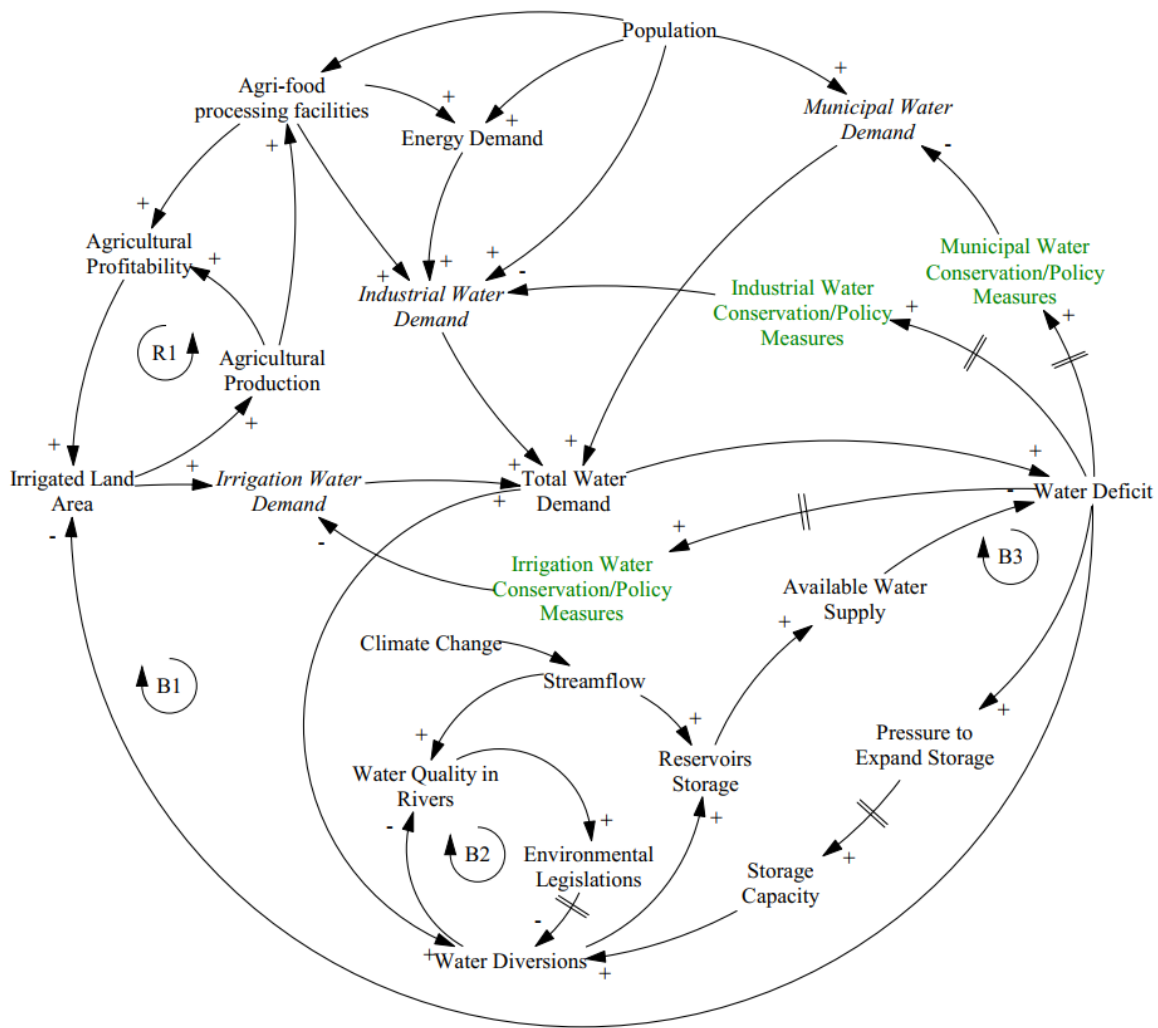 Population
+
Agri-food
processing facilities
+
Municipal Water
Demand
+
Energy Demand
+
-
+
+
Agricultural
Profitability
+
Municipal Water
Conservation/Policy
Measures
+
+
+
-
Industrial Water
Demand
Industrial Water
Conservation/Policy
Measures
+
+
R1
Agricultural
Production
+
+
+
+
+
+
Irrigated Land
Area
Irrigation Water
Demand
Total Water
Demand
+
-
Water Deficit
-
-
+
Irrigation Water
Conservation/Policy
Measures
B3
Available Water
Supply
+
Climate Change
Streamflow
B1
+
+
+
Pressure to
Expand Storage
Water Quality in
Rivers
Reservoirs
Storage
-
+
+
B2
Environmental
Legislations
+
Storage
Capacity
-
+
Water Diversions
+